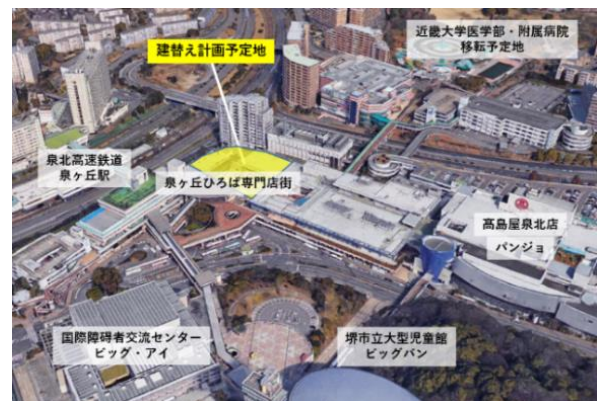 近畿大学医学部・附属病院
移転予定地
建替え計画予定地
泉北高速鉄道
泉ヶ丘駅
泉ヶ丘ひろば専門店街
髙島屋泉北店
パンジョ
国際障碍者交流センター
ビッグ・アイ
堺市立大型児童館
ビッグバン